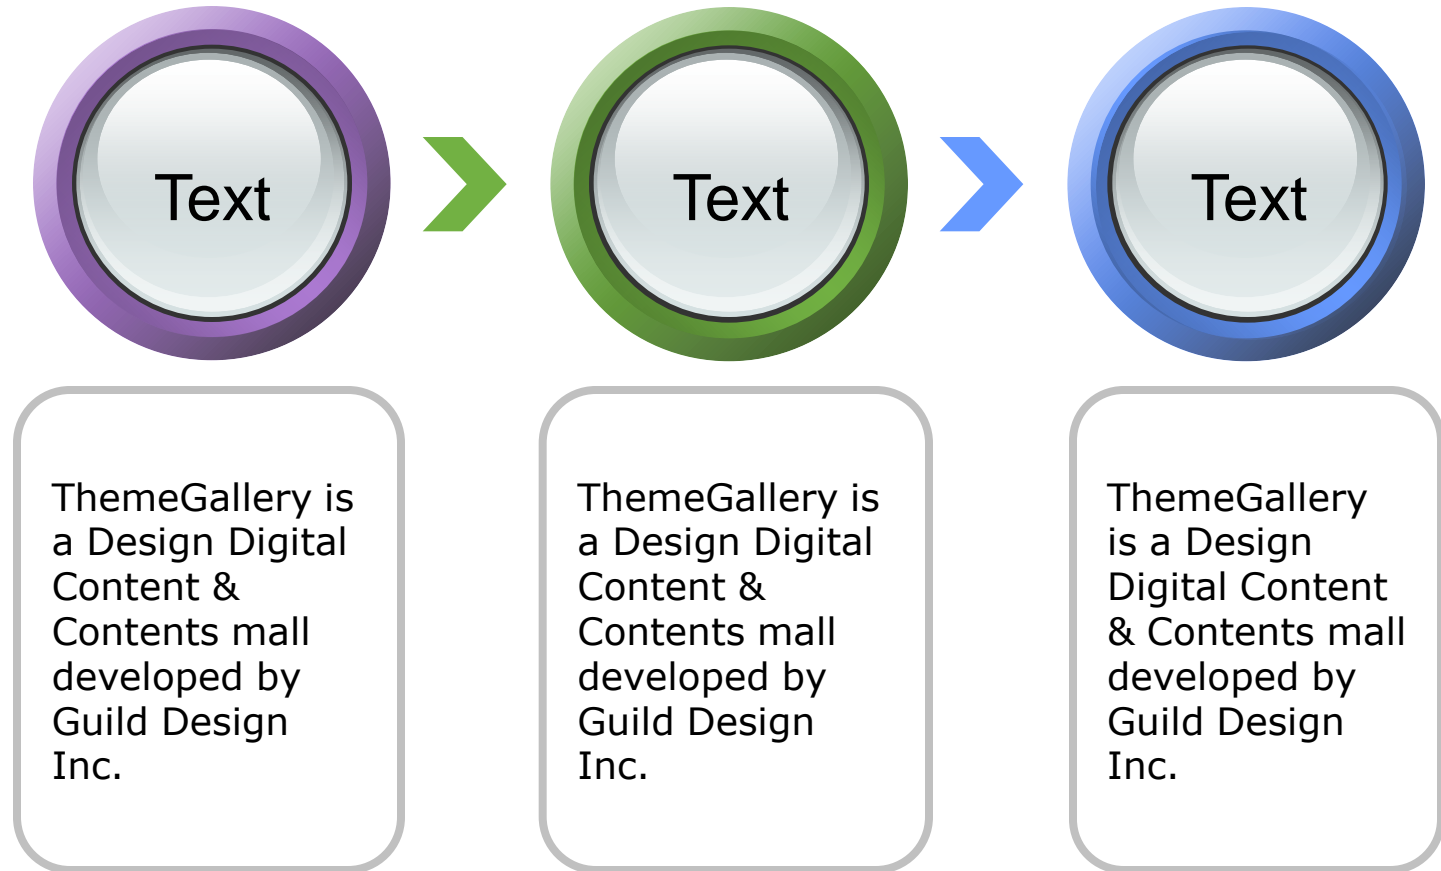 Text
Text
Text
ThemeGallery is
a Design Digital
Content &
Contents mall
developed by
Guild Design
Inc.
ThemeGallery is
a Design Digital
Content &
Contents mall
developed by
Guild Design
Inc.
ThemeGallery
is a Design
Digital Content
& Contents mall
developed by
Guild Design
Inc.